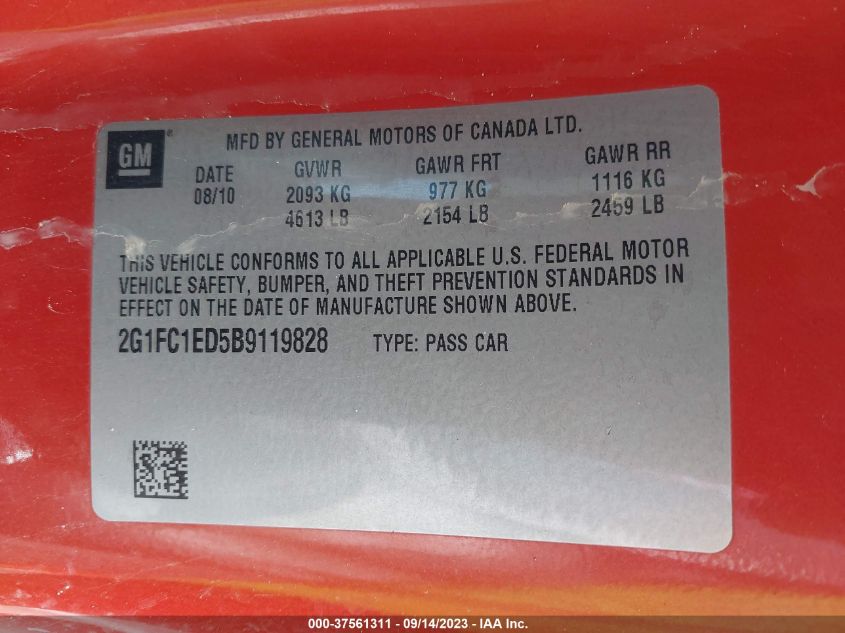 GM
®
MFD BY GENERAL MOTORS OF CANADA LTD.
DATE GVWR GAWR FRT GAWR RR
08/10 2093 KG 977 KG 1116 KG
4613 LB 2154 LB 2459 LB
THIS VEHICLE CONFORMS TO ALL APPLICABLE U.S. FEDERAL MOTOR
VEHICLE SAFETY, BUMPER, AND THEFT PREVENTION STANDARDS IN
EFFECT ON THE DATE OF MANUFACTURE SHOWN ABOVE.
2G1FC1ED5B9119828 TYPE: PASS CAR
000-37561311 - 09/14/2023 - IAA Inc.